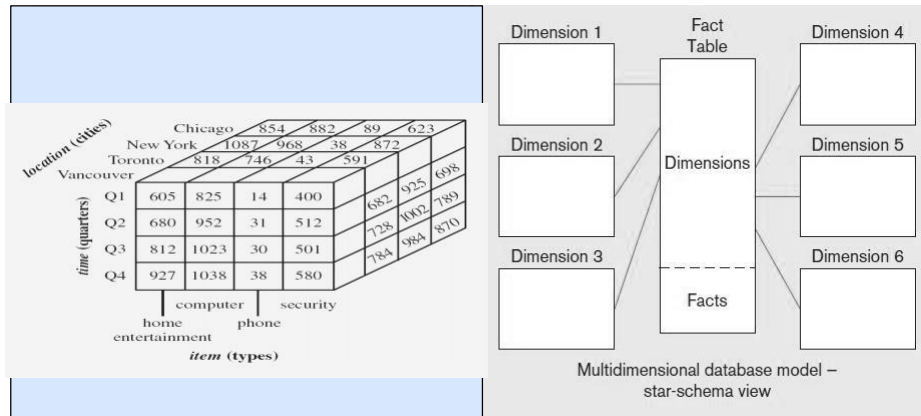 location (cities)
Chicago 854 882 89 623
New York 1087 968 38 872
Toronto 818 746 43 591
Vancouver
time (quarters)
Q1 605 825 14 400
Q2 680 952 31 512
Q3 812 1023 30 501
Q4 927 1038 38 580
682 925 698
728 1002 789
784 984 870
computer security
home phone
entertainment
item (types)
Dimension 1
Dimension 2
Dimension 3
Fact
Table
Dimensions
Facts
Dimension 4
Dimension 5
Dimension 6
Multidimensional database model –
star-schema view